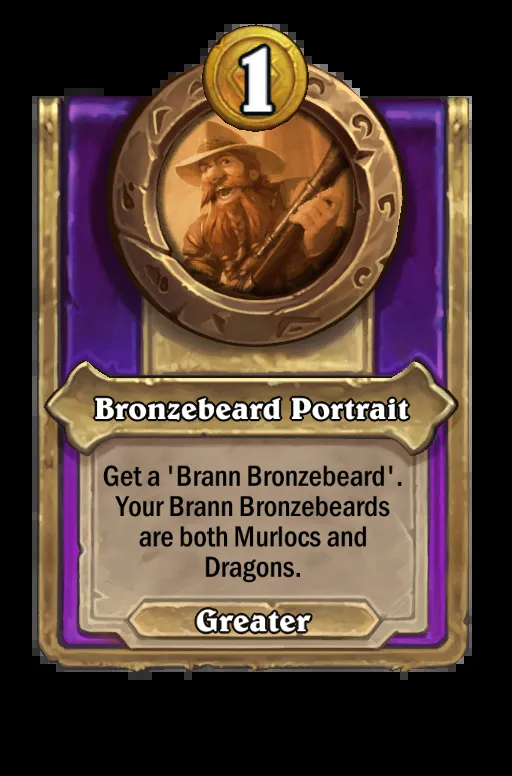 1
Bronzebeard Portrait
Get a 'Brann Bronzebeard'.
Your Brann Bronzebeards
are both Murlocs and
Dragons.
Greater